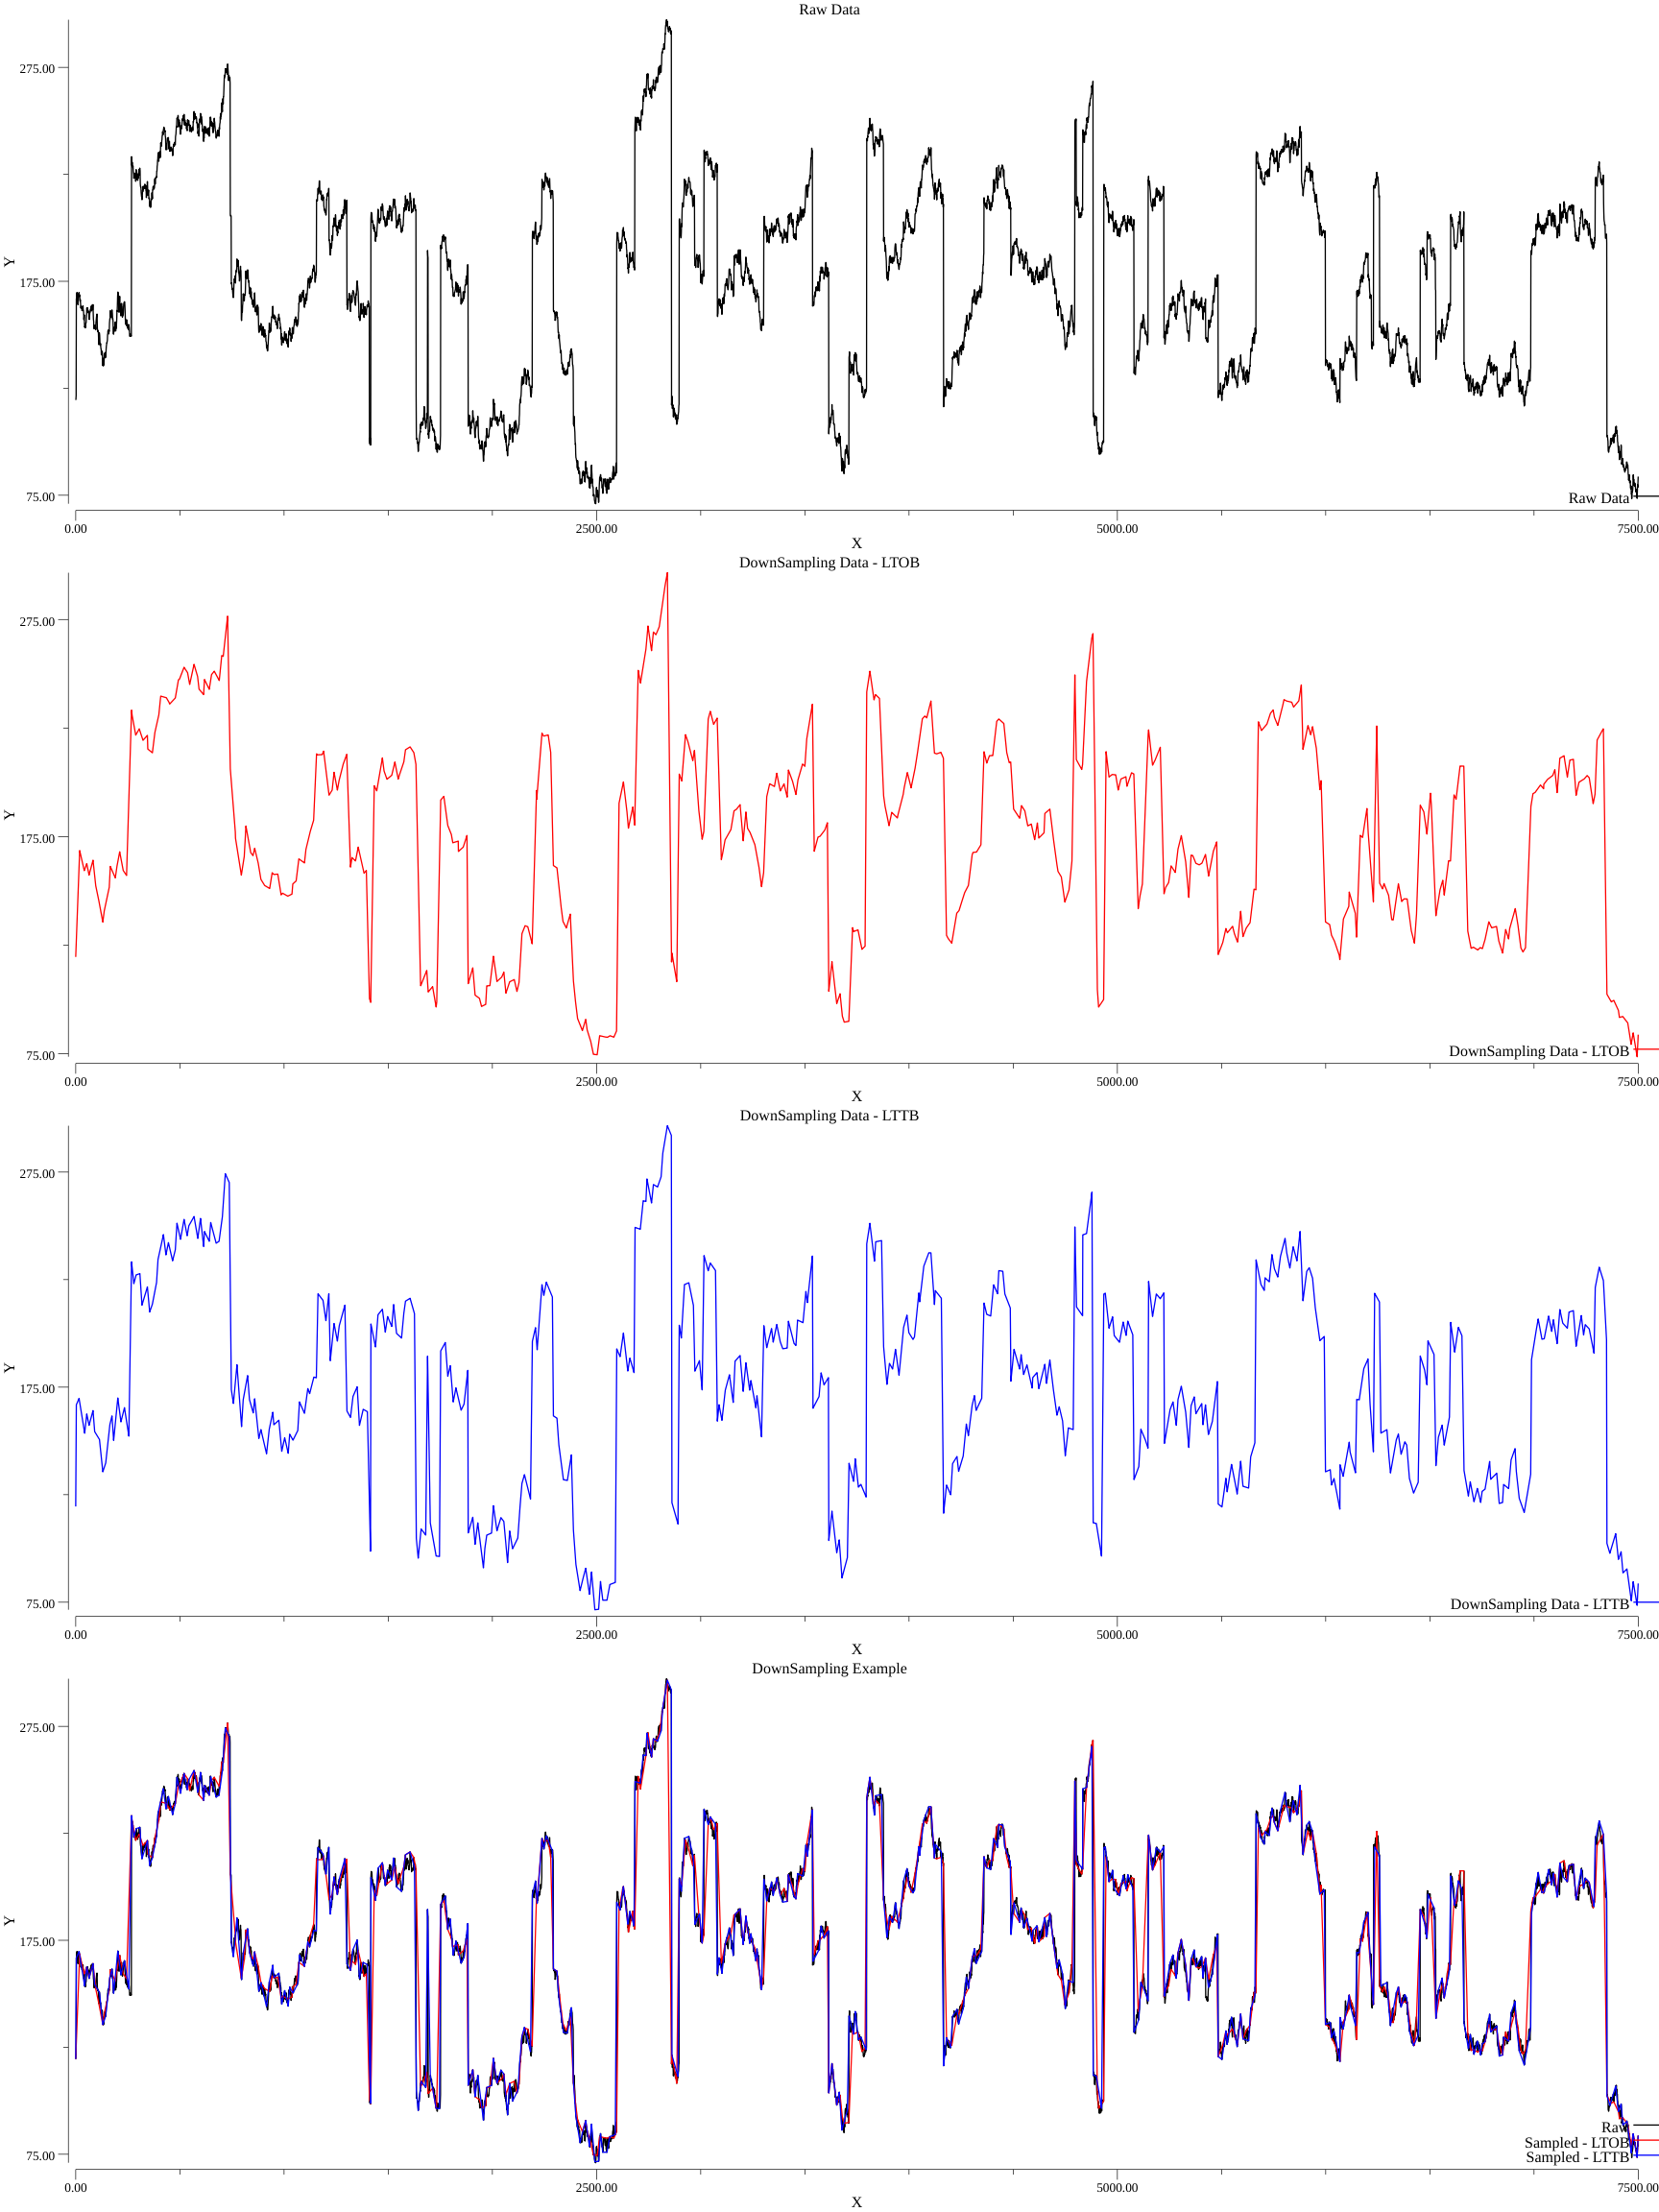 Raw Data
275.00
Y
175.00
75.00
Raw Data
0.00 2500.00 5000.00 7500.00
X
DownSampling Data - LTOB
275.00
Y
175.00
75.00
DownSampling Data - LTOB
0.00 2500.00 5000.00 7500.00
X
DownSampling Data - LTTB
275.00
Y
175.00
75.00
DownSampling Data - LTTB
0.00 2500.00 5000.00 7500.00
X
DownSampling Example
275.00
Y
175.00
Raw
Sampled - LTOB
75.00
Sampled - LTTB
0.00 2500.00 5000.00 7500.00
X